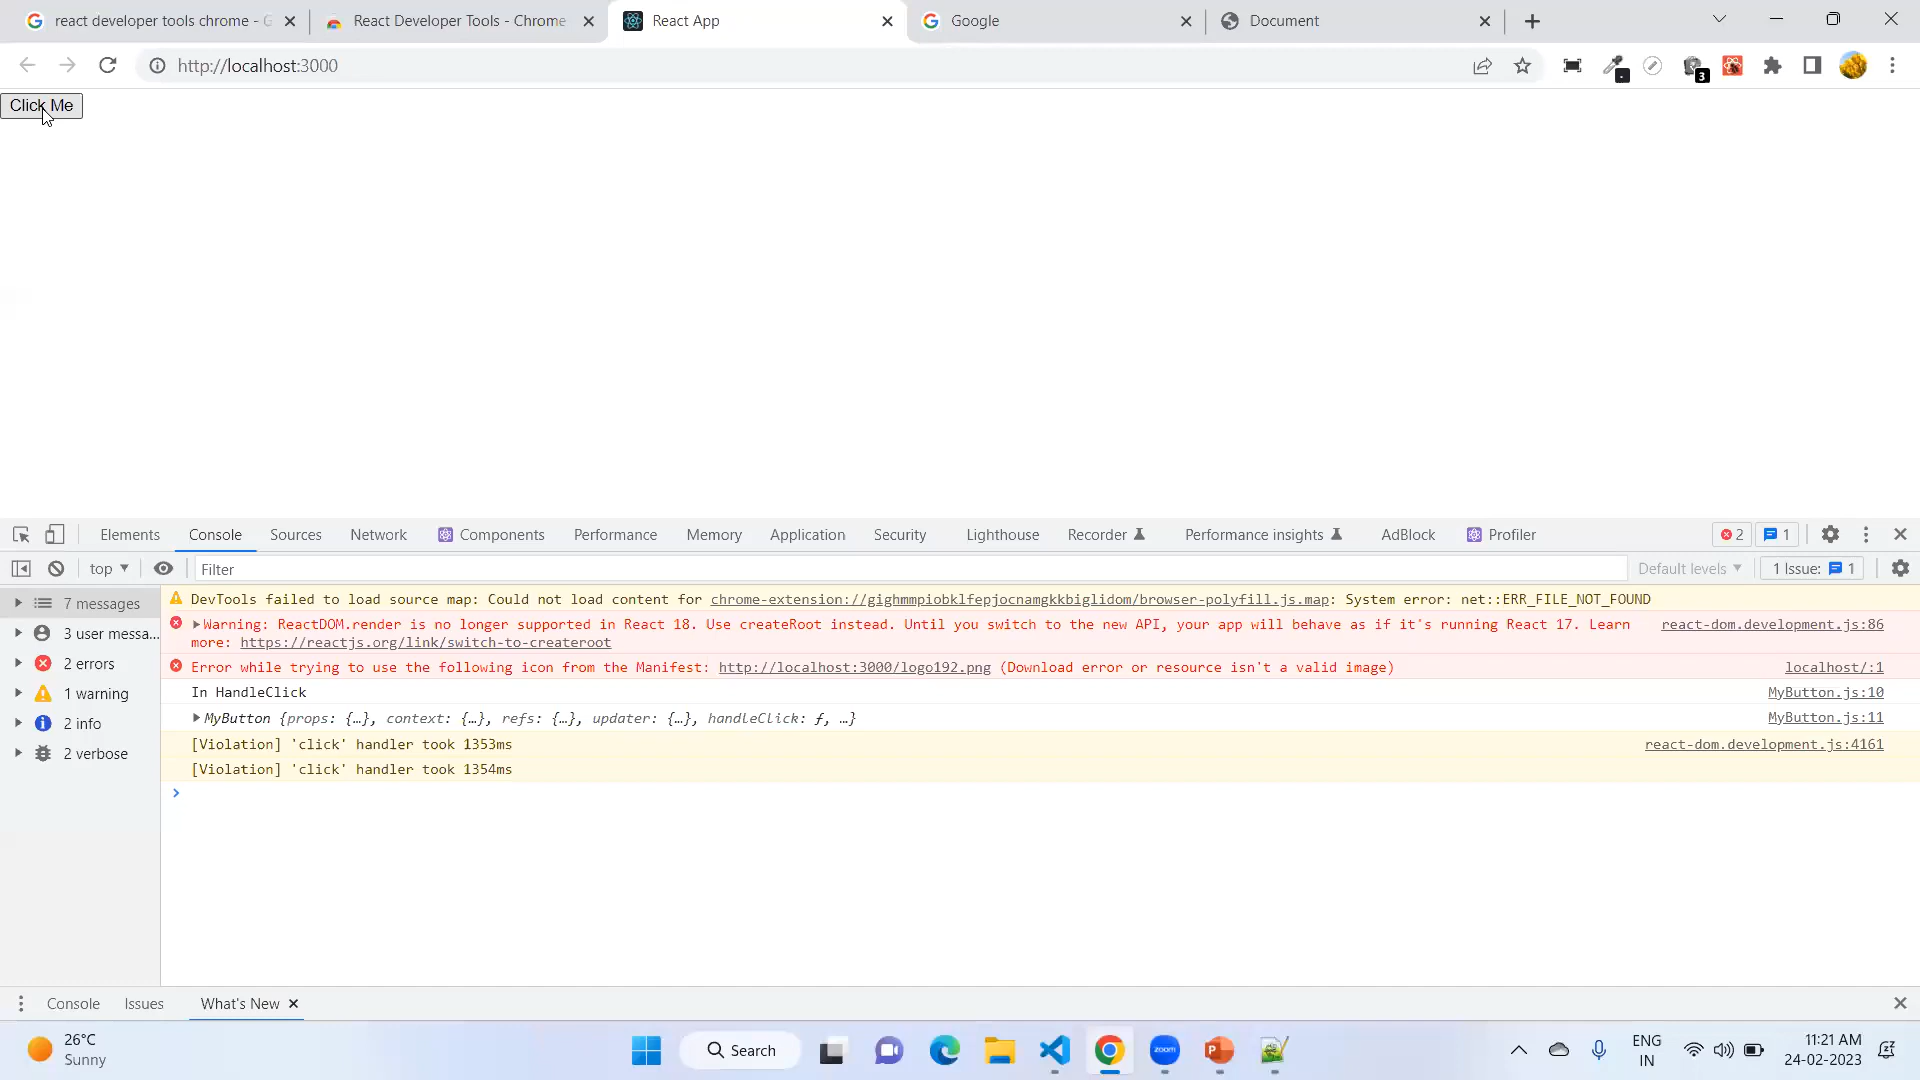 react developer tools chrome - G
React Developer Tools - Chrome
React App
Google
Document
http://localhost:3000
3
Click Me
Elements
Console
Sources
Network
Components
Performance
Memory
Application
Security
Lighthouse
Recorder
Performance insights
AdBlock
Profiler
2
1
top
Filter
Default levels
1 Issue: 1
7 messages
3 user messa...
2 errors
1 warning
2 info
2 verbose
DevTools failed to load source map: Could not load content for chrome-extension://gighmmpiobklfepjocnamgkkbiglidom/browser-polyfill.js.map: System error: net::ERR_FILE_NOT_FOUND
Warning: ReactDOM.render is no longer supported in React 18. Use createRoot instead. Until you switch to the new API, your app will behave as if it's running React 17. Learn react-dom.development.js:86
more: https://reactjs.org/link/switch-to-createroot
Error while trying to use the following icon from the Manifest: http://localhost:3000/logo192.png (Download error or resource isn't a valid image) localhost/:1
In HandleClick MyButton.js:10
MyButton {props: {…}, context: {…}, refs: {…}, updater: {…}, handleClick: ƒ, …} MyButton.js:11
[Violation] 'click' handler took 1353ms react-dom.development.js:4161
[Violation] 'click' handler took 1354ms
Console
Issues
What's New
26°C
Sunny
Search
zoom
ENG
IN
11:21 AM
24-02-2023